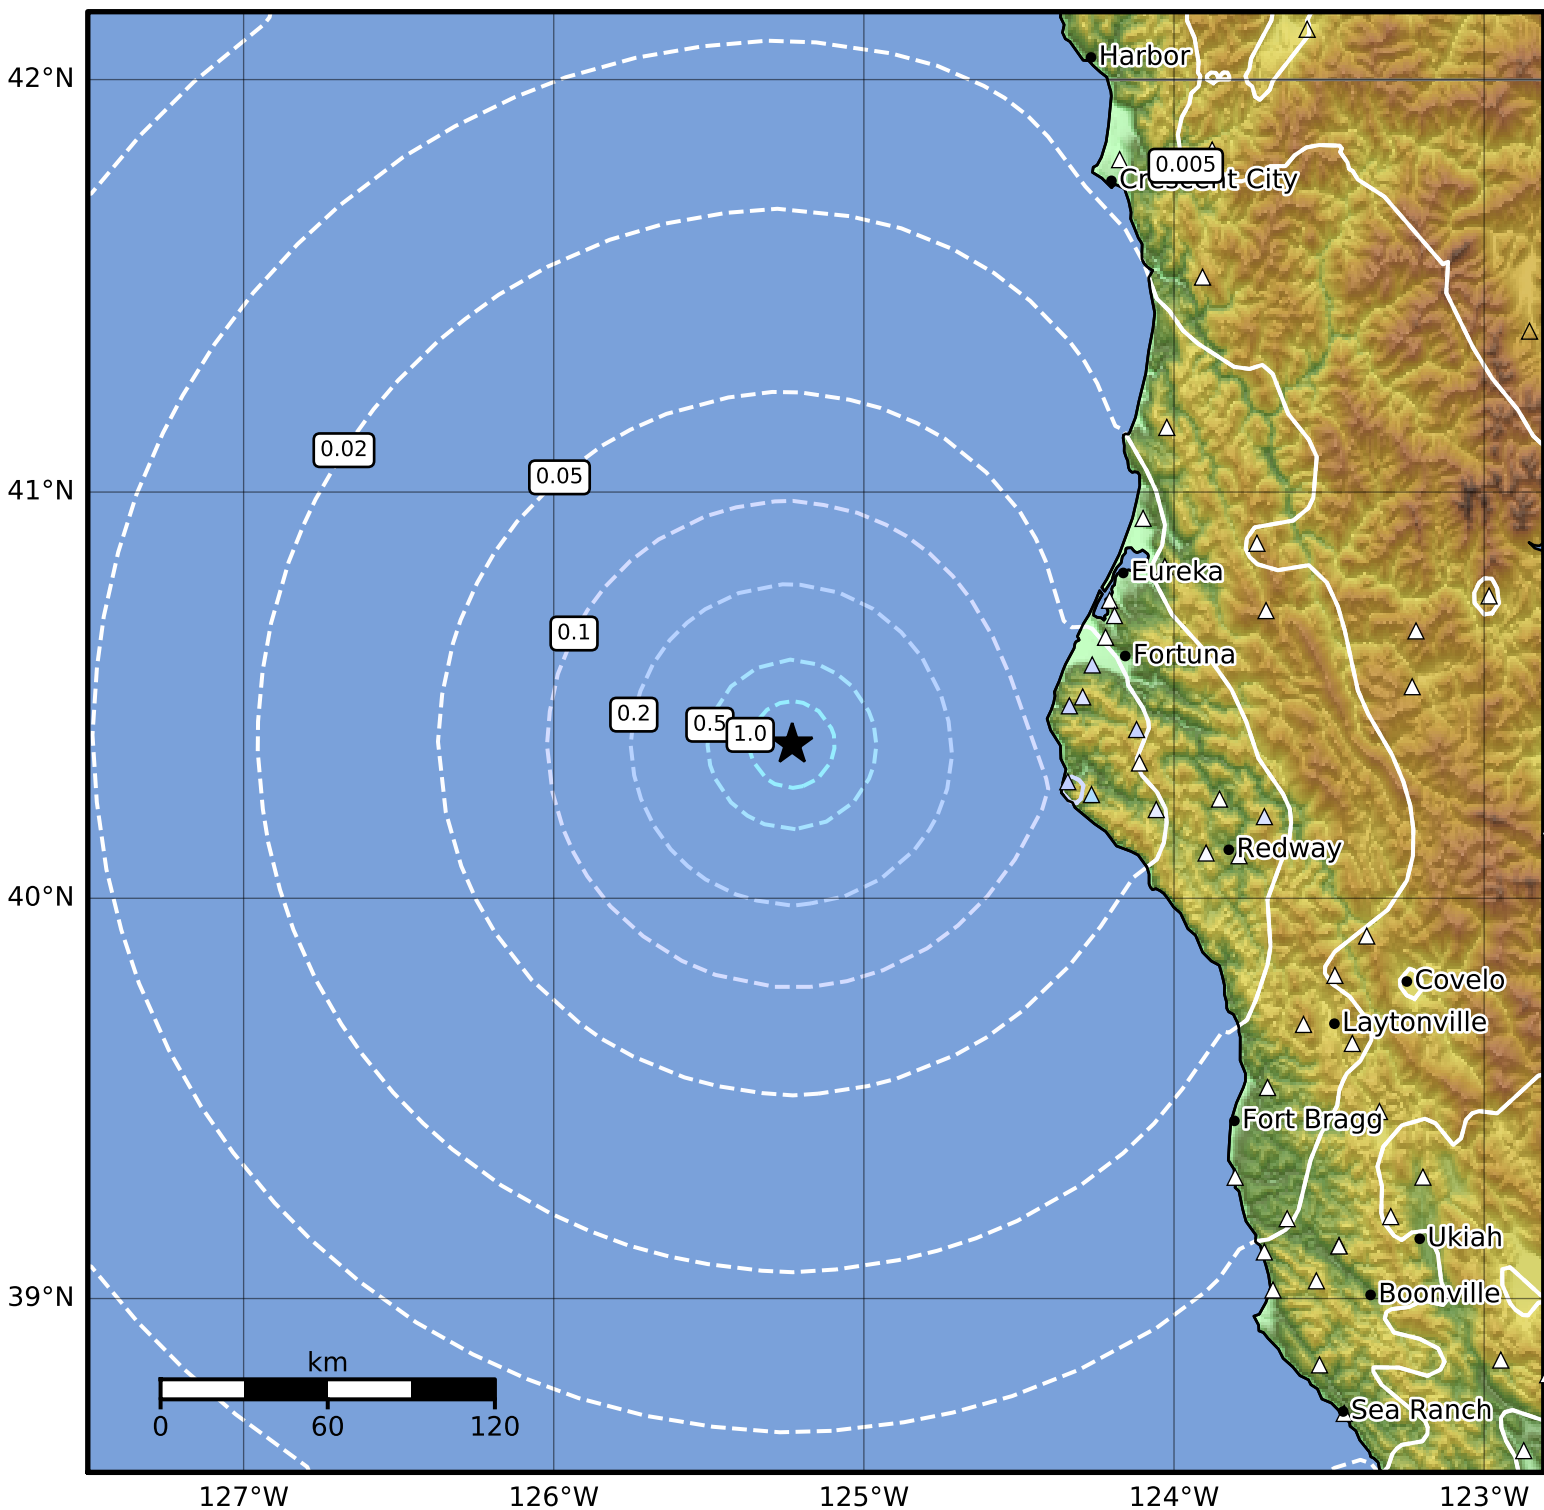 42°N
Harbor
0.005
Crescent City
0.02
41°N
0.05
Eureka
0.1
Fortuna
0.2
0.5
1.0
Redway
40°N
Covelo
Laytonville
Fort Bragg
Ukiah
39°N
Boonville
km
0 60 120
Sea Ranch
127°W 126°W 125°W 124°W 123°W